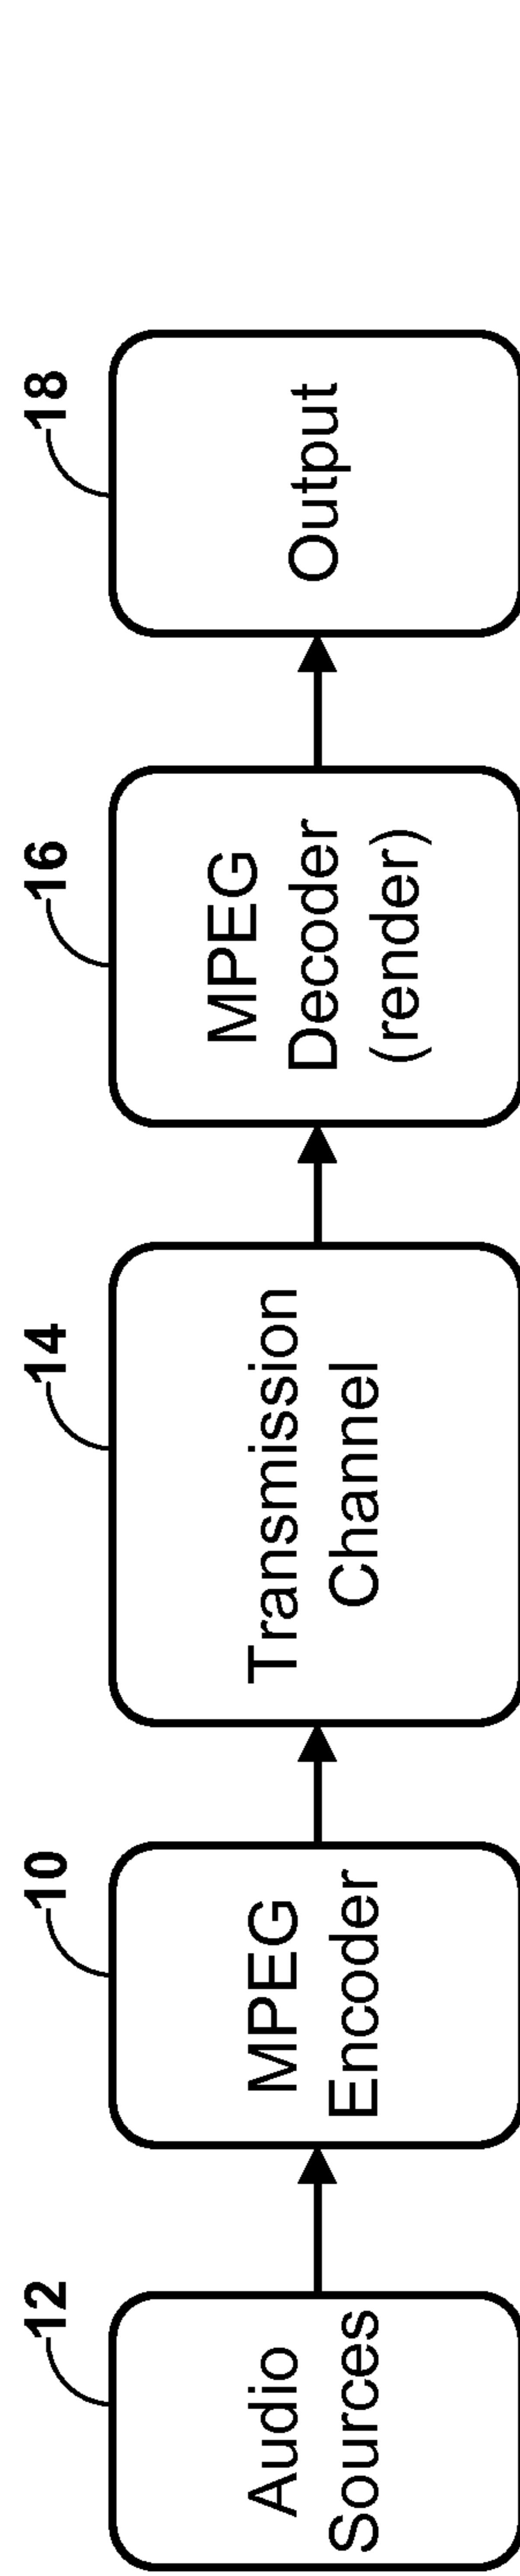 12
Audio
Sources
10
MPEG
Encoder
14
Transmission
Channel
16
MPEG
Decoder
(render)
18
Output